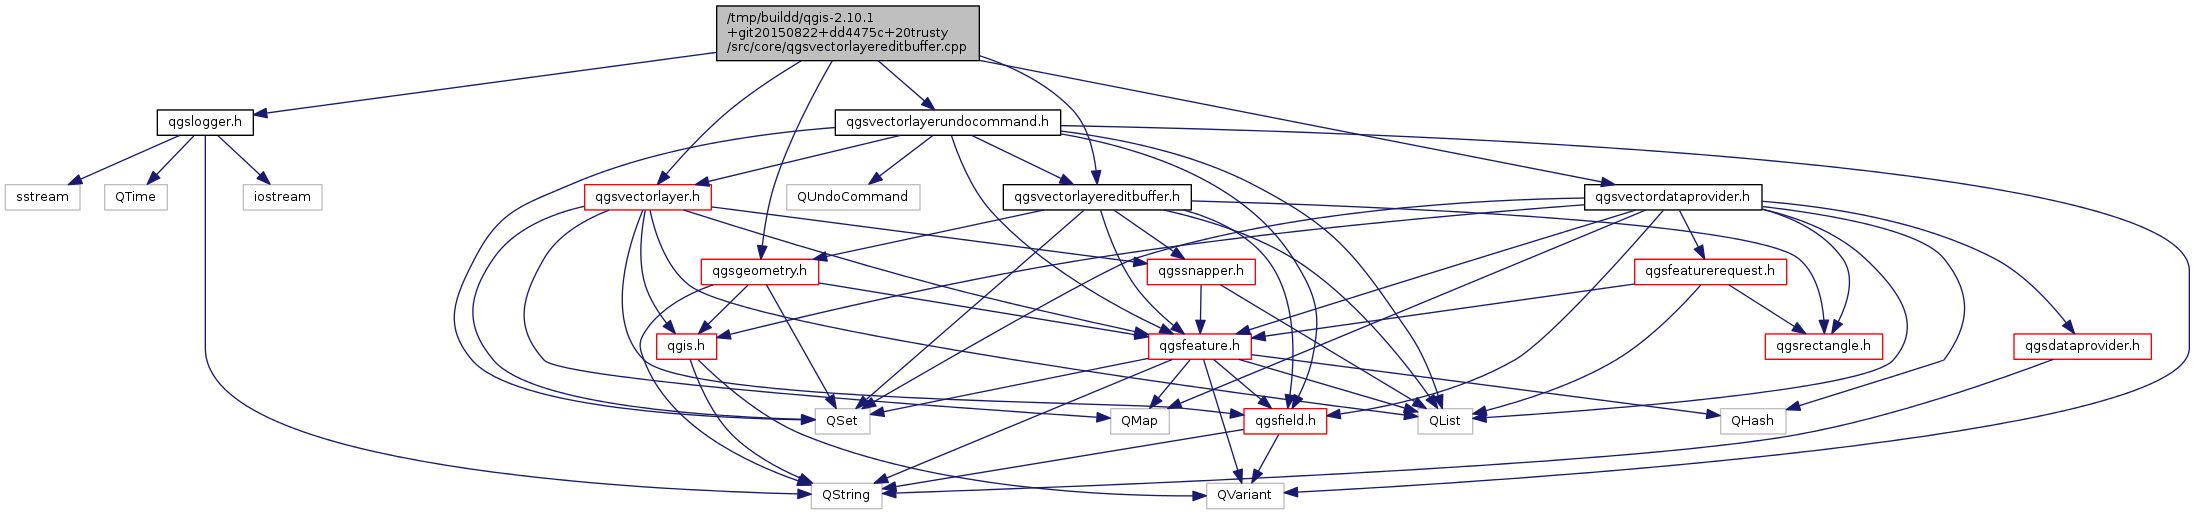 /tmp/buildd/qgis-2.10.1
+git20150822+dd4475c+20trusty
/src/core/qgsvectorlayereditbuffer.cpp
qgslogger.h
qgsvectorlayerundocommand.h
sstream
QTime
iostream
qgsvectorlayer.h
QUndoCommand
qgsvectorlayereditbuffer.h
qgsvectordataprovider.h
qgsgeometry.h
qgssnapper.h
qgsfeaturerequest.h
qgis.h
qgsfeature.h
qgsrectangle.h
qgsdataprovider.h
QSet
QMap
qgsfield.h
QList
QHash
QString
QVariant